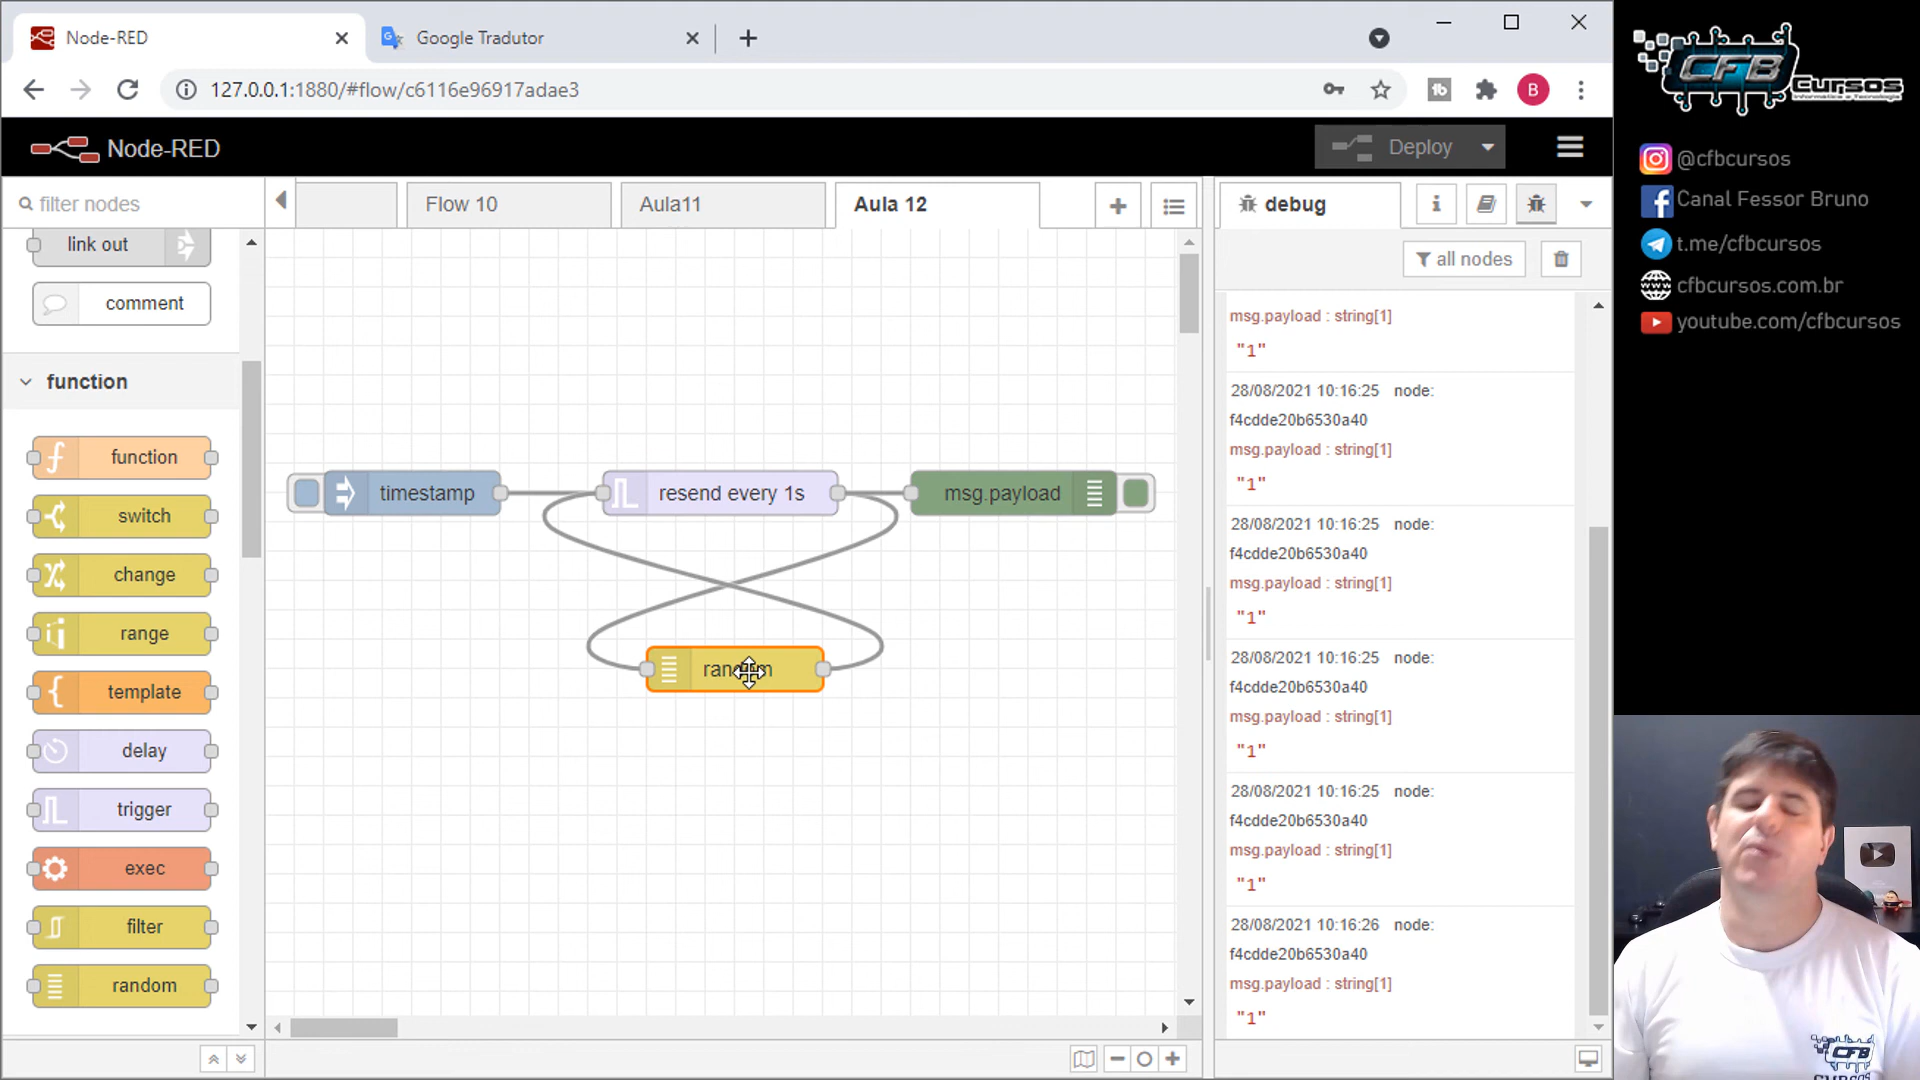 Node-RED
Google Tradutor
127.0.0.1:1880/#flow/c6116e96917adae3
B
Node-RED
Deploy
filter nodes
Flow 10
Aula11
Aula 12
debug
all nodes
link out
comment
function
function
switch
change
range
template
delay
trigger
exec
filter
random
timestamp
resend every 1s
msg.payload
random
msg.payload : string[1]
"1"
28/08/2021 10:16:25 node:
f4cdde20b6530a40
msg.payload : string[1]
"1"
28/08/2021 10:16:25 node:
f4cdde20b6530a40
msg.payload : string[1]
"1"
28/08/2021 10:16:25 node:
f4cdde20b6530a40
msg.payload : string[1]
"1"
28/08/2021 10:16:25 node:
f4cdde20b6530a40
msg.payload : string[1]
"1"
28/08/2021 10:16:26 node:
f4cdde20b6530a40
msg.payload : string[1]
"1"
CFB
Cursos
Informática e Tecnologia
@cfbcursos
Canal Fessor Bruno
t.me/cfbcursos
cfbcursos.com.br
youtube.com/cfbcursos
CFB
CURSOS